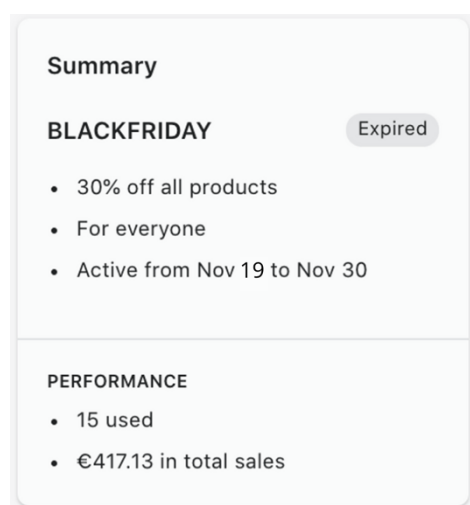 Summary
BLACKFRIDAY Expired
• 30% off all products
• For everyone
• Active from Nov 19 to Nov 30
PERFORMANCE
• 15 used
• €417.13 in total sales